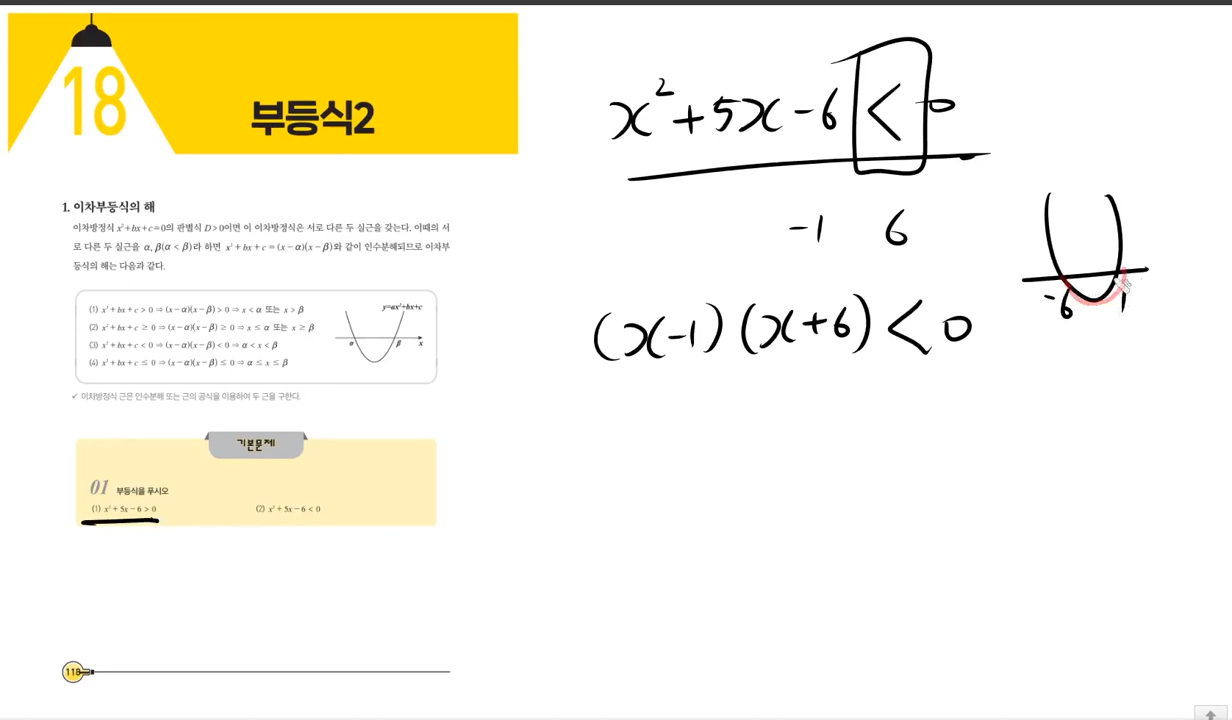 18
부등식2
1. 이차부등식의 해
이차방정식 x²+bx+c=0의 판별식 D>0이면 이 이차방정식은 서로 다른 두 실근을 갖는다. 이때의 서
로 다른 두 실근을 α, β(α<β)라 하면 x²+bx+c=(x-α)(x-β)와 같이 인수분해되므로 이차부
등식의 해는 다음과 같다.
(1) x²+bx+c>0 ⇒ (x-α)(x-β)>0 ⇒ x<α 또는 x>β
(2) x²+bx+c≥0 ⇒ (x-α)(x-β)≥0 ⇒ x≤α 또는 x≥β
(3) x²+bx+c<0 ⇒ (x-α)(x-β)<0 ⇒ α<x<β
(4) x²+bx+c≤0 ⇒ (x-α)(x-β)≤0 ⇒ α≤x≤β
y=ax²+bx+c
α β x
✓ 이차방정식 근은 인수분해 또는 근의 공식을 이용하여 두 근을 구한다.
기본문제
01 부등식을 푸시오
(1) x²+5x-6>0 (2) x²+5x-6<0
118
x²+5x-6<0
-1 6
(x-1)(x+6)<0
-6 1